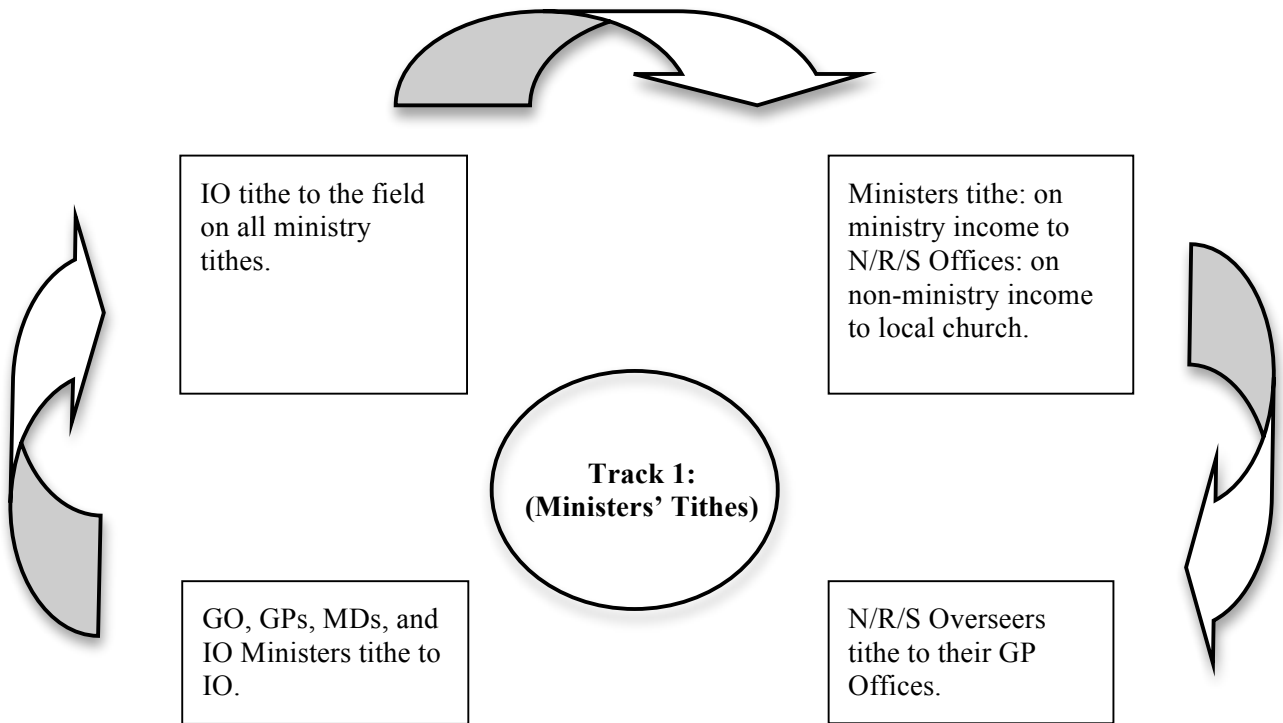 IO tithe to the field
on all ministry
tithes.
Ministers tithe: on
ministry income to
N/R/S Offices: on
non-ministry income
to local church.
Track 1:
(Ministers’ Tithes)
GO, GPs, MDs, and
IO Ministers tithe to
IO.
N/R/S Overseers
tithe to their GP
Offices.